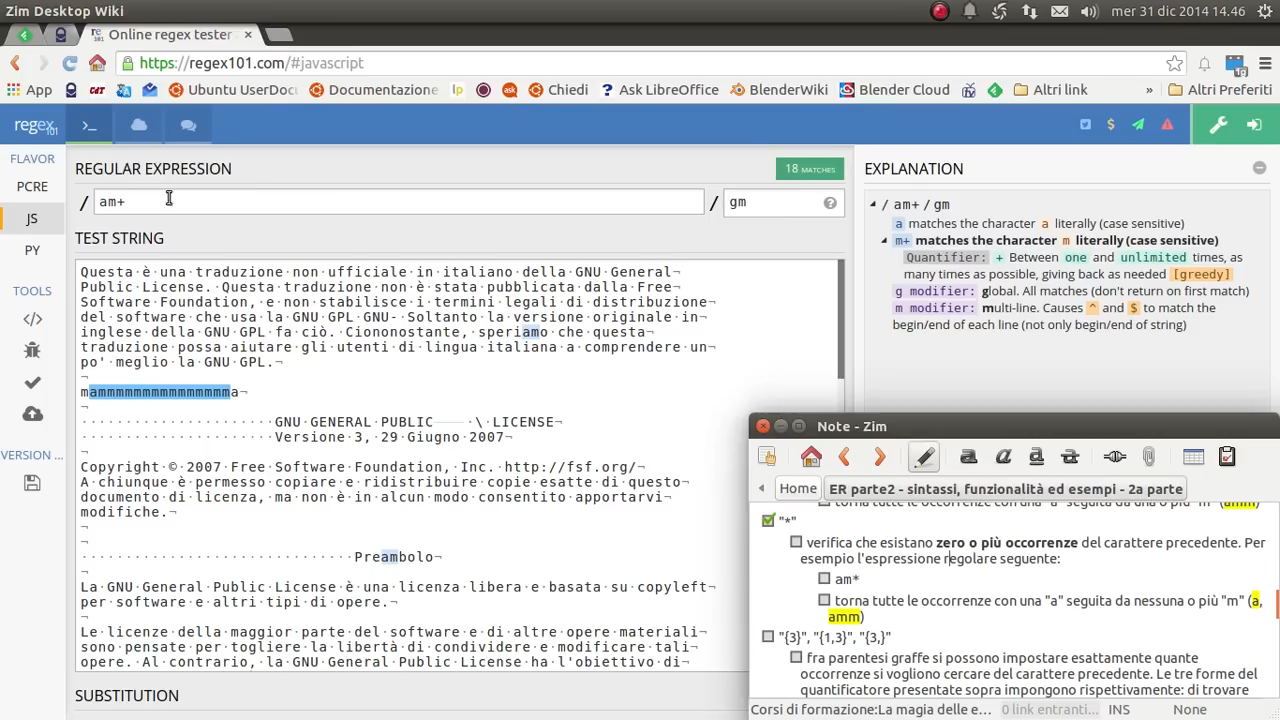 Zim Desktop Wiki
mer 31 dic 2014 14.46
Online regex tester
https://regex101.com/#javascript
App
CAT
Ubuntu UserDocu
Documentazione
lp
ask
Chiedi
? Ask LibreOffice
BlenderWiki
Blender Cloud
Altri link
»
Altri Preferiti
regex101
>_
$
FLAVOR
PCRE
JS
PY
TOOLS
</>
VERSION ...
REGULAR EXPRESSION
18 MATCHES
/ am+ / gm
TEST STRING
Questa·è·una·traduzione·non·ufficiale·in·italiano·della·GNU·General¬
Public·License.·Questa·traduzione·non·è·stata·pubblicata·dalla·Free¬
Software·Foundation,·e·non·stabilisce·i·termini·legali·di·distribuzione¬
del·software·che·usa·la·GNU·GPL·GNU-·Soltanto·la·versione·originale·in¬
inglese·della·GNU·GPL·fa·ciò.·Ciononostante,·speriamo·che·questa¬
traduzione·possa·aiutare·gli·utenti·di·lingua·italiana·a·comprendere·un¬
po'·meglio·la·GNU·GPL.¬
¬
mammmmmmmmmmmmmmmma¬
¬
······················GNU·GENERAL·PUBLIC ·\·LICENSE¬
······················Versione·3,·29·Giugno·2007¬
¬
Copyright·©·2007·Free·Software·Foundation,·Inc.·http://fsf.org/¬
A·chiunque·è·permesso·copiare·e·ridistribuire·copie·esatte·di·questo¬
documento·di·licenza,·ma·non·è·in·alcun·modo·consentito·apportarvi¬
modifiche.¬
¬
¬
·······························Preambolo¬
¬
La·GNU·General·Public·License·è·una·licenza·libera·e·basata·su·copyleft¬
per·software·e·altri·tipi·di·opere.¬
¬
Le·licenze·della·maggior·parte·del·software·e·di·altre·opere·materiali¬
sono·pensate·per·togliere·la·libertà·di·condividere·e·modificare·tali¬
opere.·Al·contrario,·la·GNU·General·Public·License·ha·l'obiettivo·di¬
SUBSTITUTION
EXPLANATION
/ am+ / gm
a matches the character a literally (case sensitive)
m+ matches the character m literally (case sensitive)
Quantifier: + Between one and unlimited times, as
many times as possible, giving back as needed [greedy]
g modifier: global. All matches (don't return on first match)
m modifier: multi-line. Causes ^ and $ to match the
begin/end of each line (not only begin/end of string)
Note - Zim
Home
ER parte2 - sintassi, funzionalità ed esempi - 2a parte
torna tutte le occorrenze con una "a" seguita da una o più "m" (amm)
"*"
verifica che esistano zero o più occorrenze del carattere precedente. Per
esempio l'espressione regolare seguente:
am*
torna tutte le occorrenze con una "a" seguita da nessuna o più "m" (a,
amm)
"{3}", "{1,3}", "{3,}"
fra parentesi graffe si possono impostare esattamente quante
occorrenze si vogliono cercare del carattere precedente. Le tre forme del
quantificatore presentate sopra impongono rispettivamente: di trovare
Corsi di formazione:La magia delle e...
0 link entranti...
INS
None